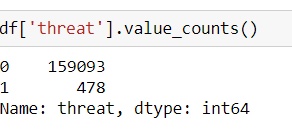 df['threat'].value_counts()
0    159093
1       478
Name: threat, dtype: int64